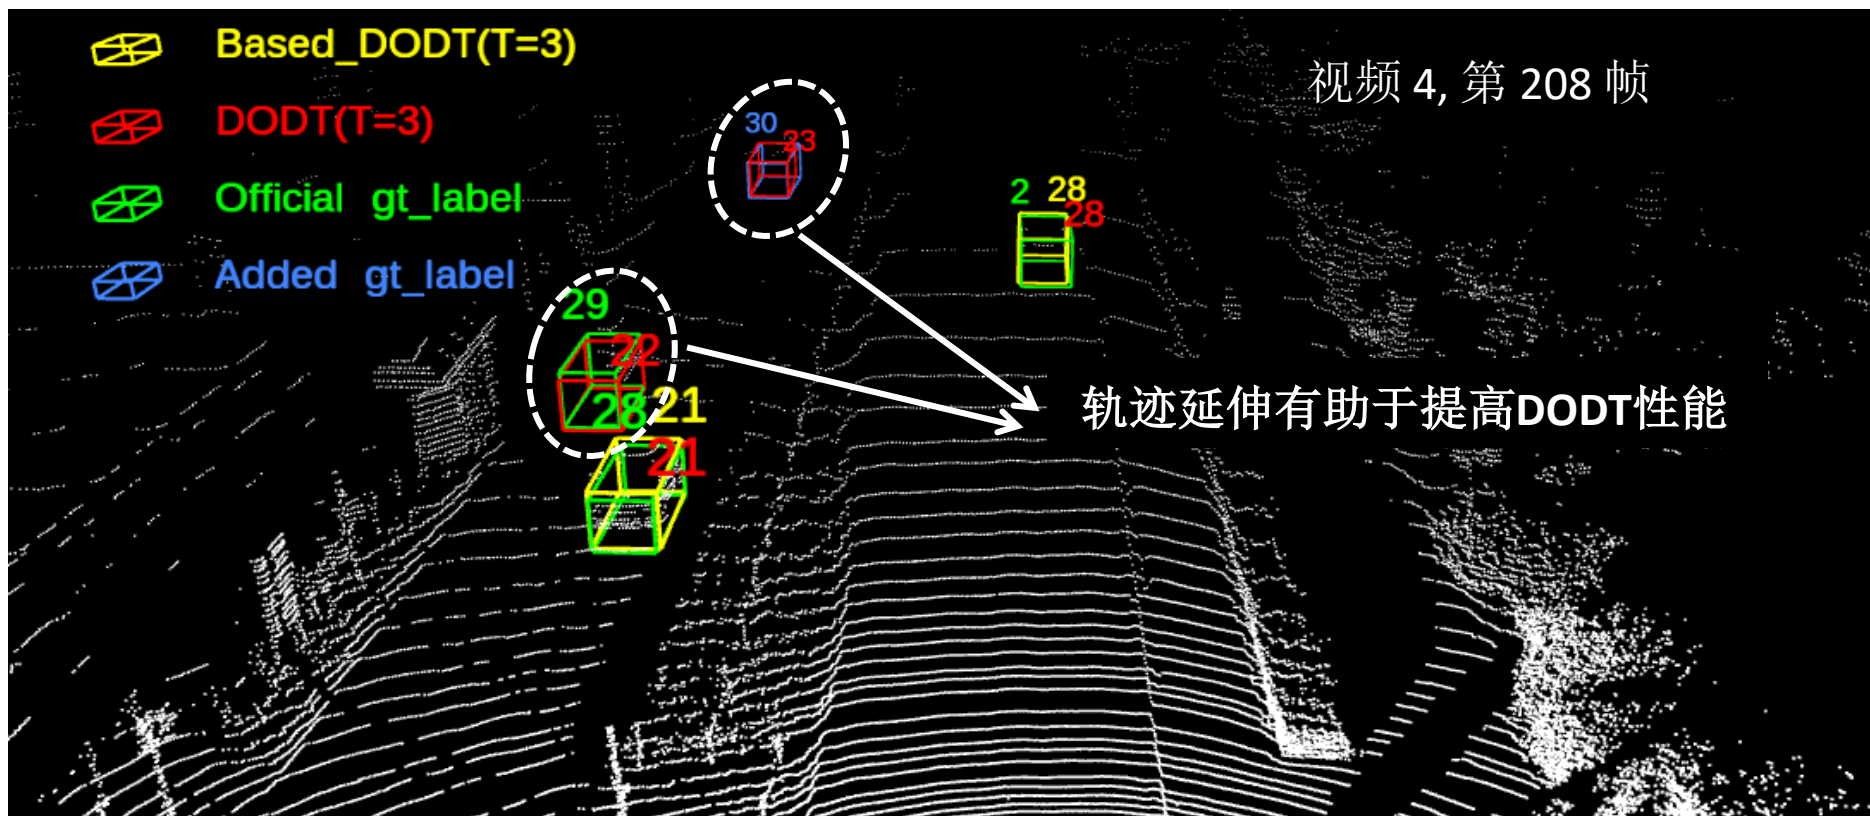 Based_DODT(T=3)
DODT(T=3)
Official gt_label
Added gt_label
视频 4, 第 208 帧
30
23
2 28
28
29
22
28 21
21
轨迹延伸有助于提高DODT性能